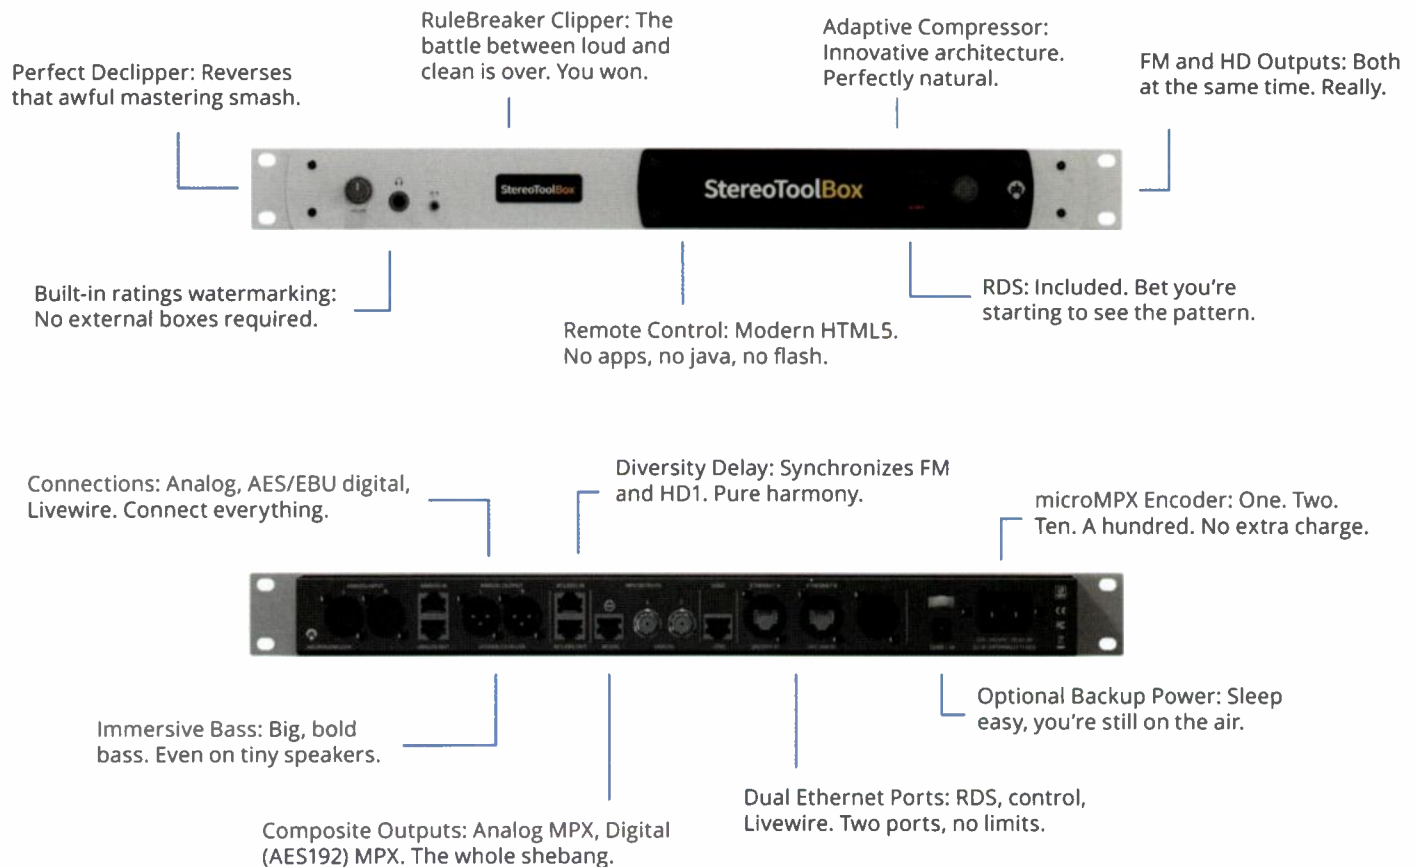 RuleBreaker Clipper: The
battle between loud and
clean is over. You won.
Adaptive Compressor:
Innovative architecture.
Perfectly natural.
Perfect Declipper: Reverses
that awful mastering smash.
FM and HD Outputs: Both
at the same time. Really.
StereoToolBox
StereoToolBox
Built-in ratings watermarking:
No external boxes required.
Remote Control: Modern HTML5.
No apps, no java, no flash.
RDS: Included. Bet you're
starting to see the pattern.
Connections: Analog, AES/EBU digital,
Livewire. Connect everything.
Diversity Delay: Synchronizes FM
and HD1. Pure harmony.
microMPX Encoder: One. Two.
Ten. A hundred. No extra charge.
Immersive Bass: Big, bold
bass. Even on tiny speakers.
Composite Outputs: Analog MPX, Digital
(AES192) MPX. The whole shebang.
Dual Ethernet Ports: RDS, control,
Livewire. Two ports, no limits.
Optional Backup Power: Sleep
easy, you're still on the air.